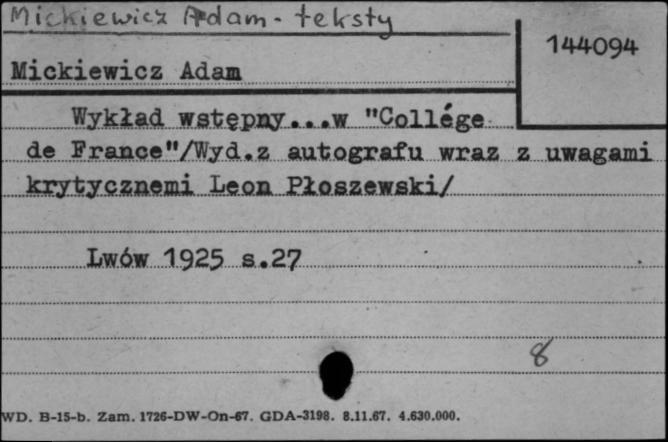 Mickiewicz Adam - teksty
144094
Mickiewicz Adam
Wykład wstępny...w "Collége
de France"/Wyd.z autografu wraz z uwagami
krytycznemi Leon Płoszewski/
Lwów 1925 s.27
8
WD. B-15-b. Zam. 1726-DW-On-67. GDA-3198. 8.11.67. 4.630.000.